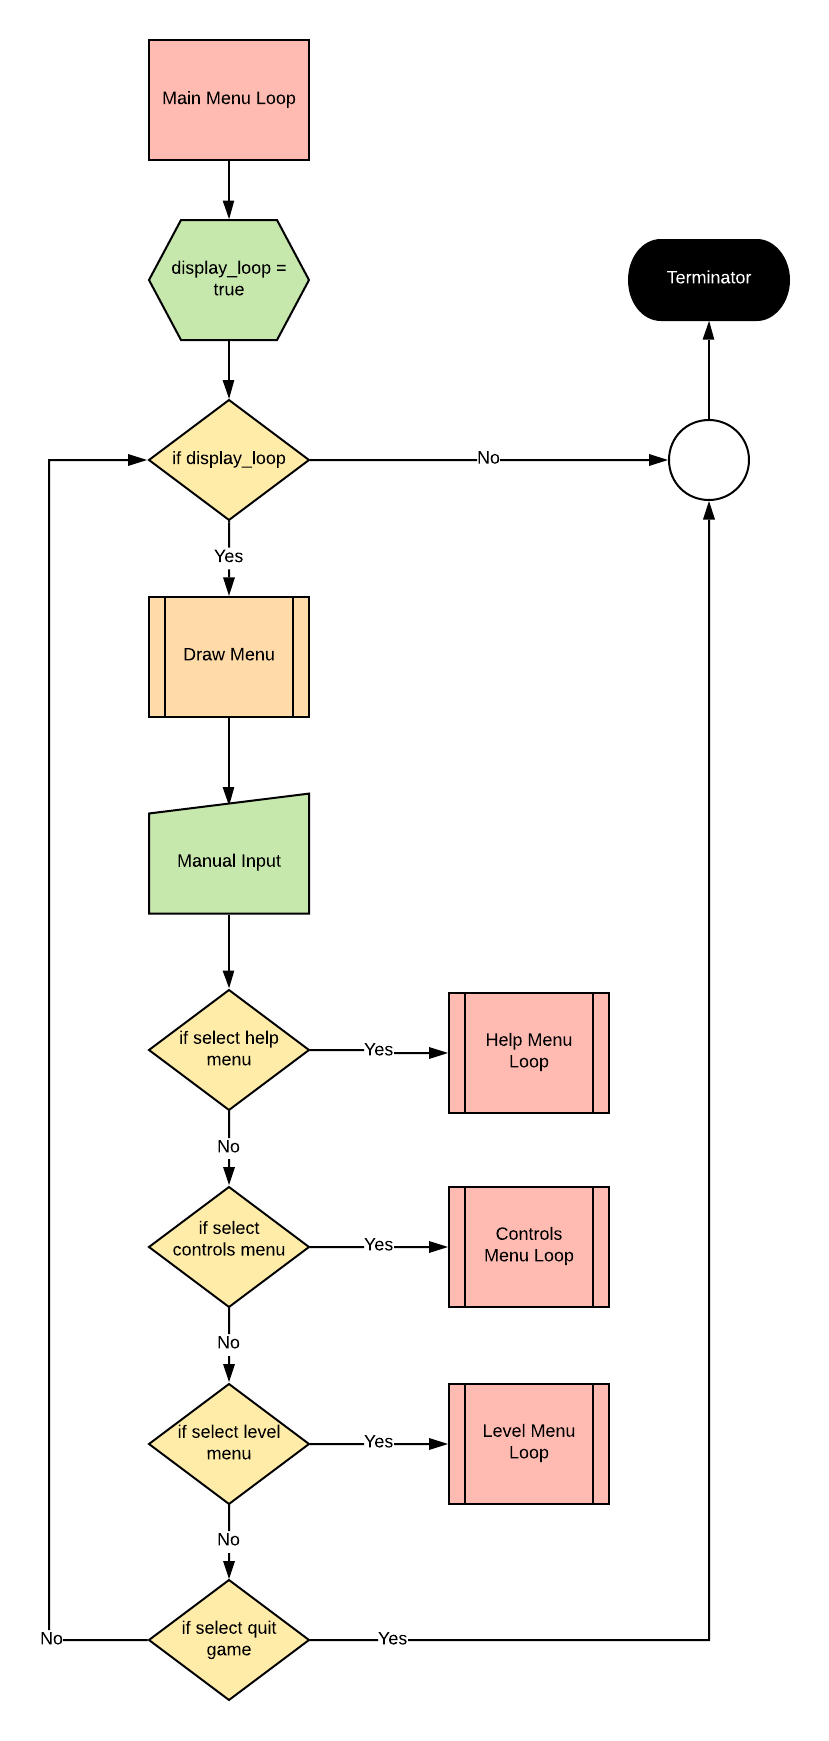 Main Menu Loop
display_loop =
true
Terminator
if display_loop
No
Yes
Draw Menu
Manual Input
if select help
menu
Yes
Help Menu
Loop
No
if select
controls menu
Yes
Controls
Menu Loop
No
if select level
menu
Yes
Level Menu
Loop
No
if select quit
game
No
Yes